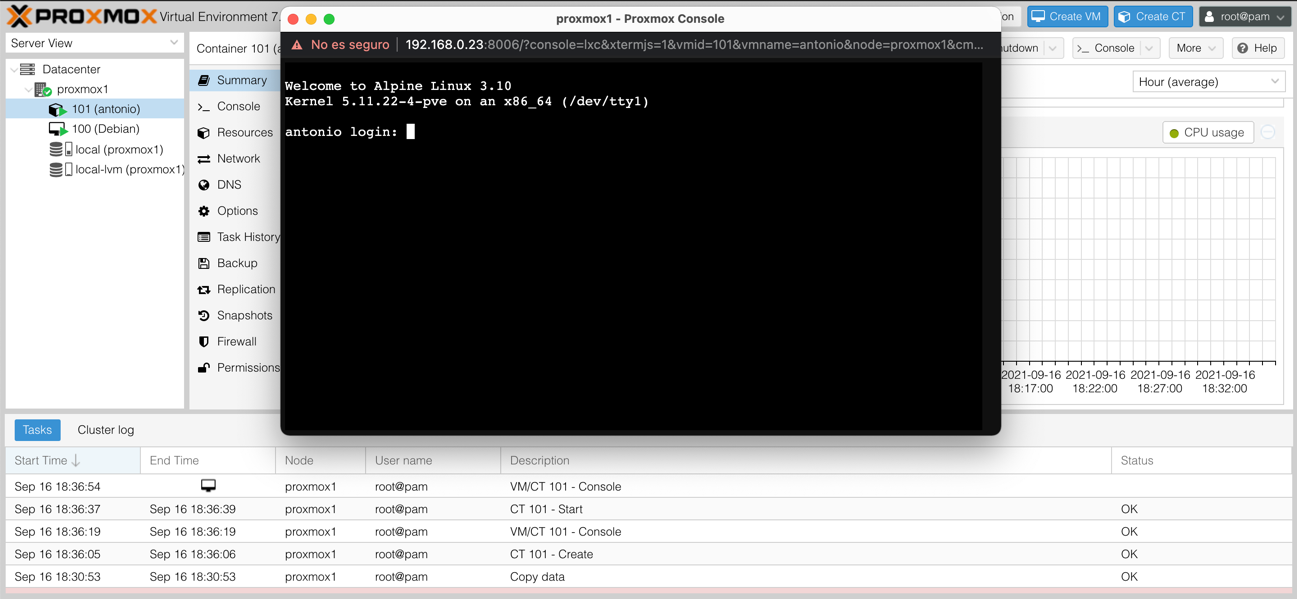 PROXMOX Virtual Environment 7.
Create VM
Create CT
root@pam
Server View
Datacenter
proxmox1
101 (antonio)
100 (Debian)
local (proxmox1)
local-lvm (proxmox1)
Container 101 (a
Console
More
Help
Summary
Console
Resources
Network
DNS
Options
Task History
Backup
Replication
Snapshots
Firewall
Permissions
proxmox1 - Proxmox Console
No es seguro
192.168.0.23:8006/?console=lxc&xtermjs=1&vmid=101&vmname=antonio&node=proxmox1&cm...
Welcome to Alpine Linux 3.10
Kernel 5.11.22-4-pve on an x86_64 (/dev/tty1)
antonio login:
Hour (average)
CPU usage
2021-09-16 2021-09-16 2021-09-16 2021-09-16
18:17:00 18:22:00 18:27:00 18:32:00
Tasks Cluster log
Start Time End Time Node User name Description Status
Sep 16 18:36:54 proxmox1 root@pam VM/CT 101 - Console
Sep 16 18:36:37 Sep 16 18:36:39 proxmox1 root@pam CT 101 - Start OK
Sep 16 18:36:19 Sep 16 18:36:19 proxmox1 root@pam VM/CT 101 - Console OK
Sep 16 18:36:05 Sep 16 18:36:06 proxmox1 root@pam CT 101 - Create OK
Sep 16 18:30:53 Sep 16 18:30:53 proxmox1 root@pam Copy data OK